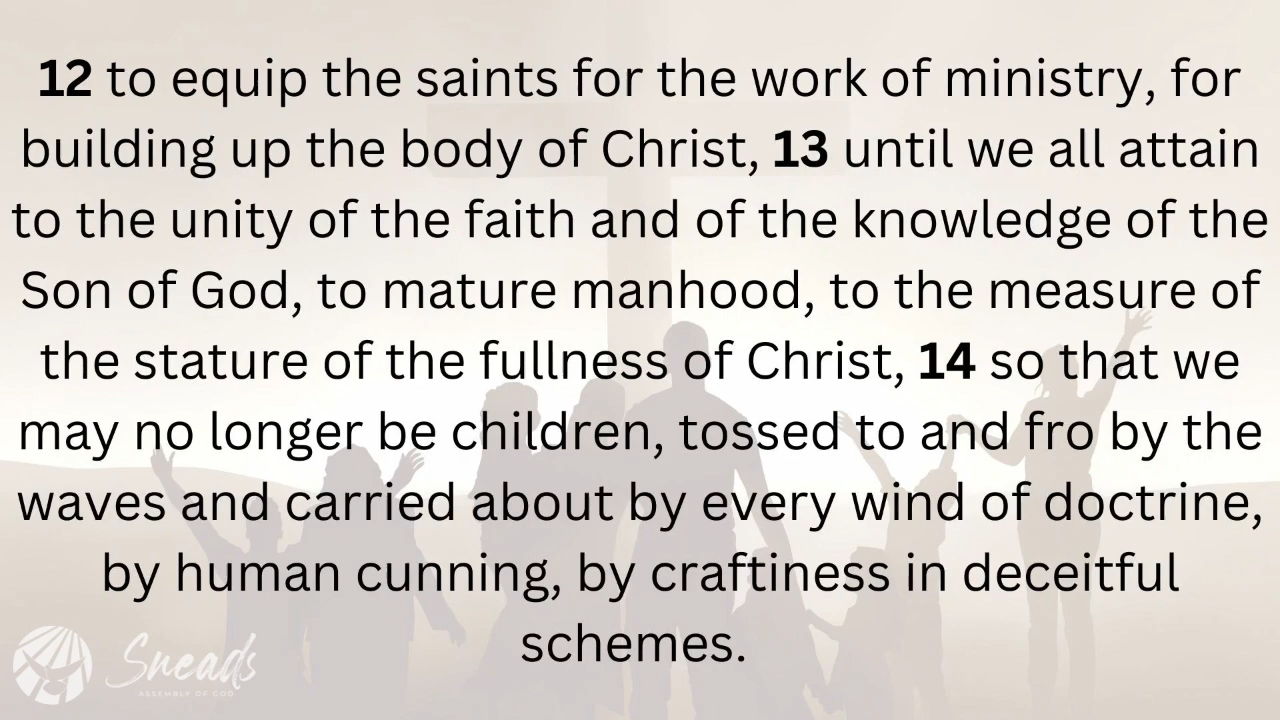 12 to equip the saints for the work of ministry, for
building up the body of Christ, 13 until we all attain
to the unity of the faith and of the knowledge of the
Son of God, to mature manhood, to the measure of
the stature of the fullness of Christ, 14 so that we
may no longer be children, tossed to and fro by the
waves and carried about by every wind of doctrine,
by human cunning, by craftiness in deceitful
schemes.
Sneads
ASSEMBLY OF GOD